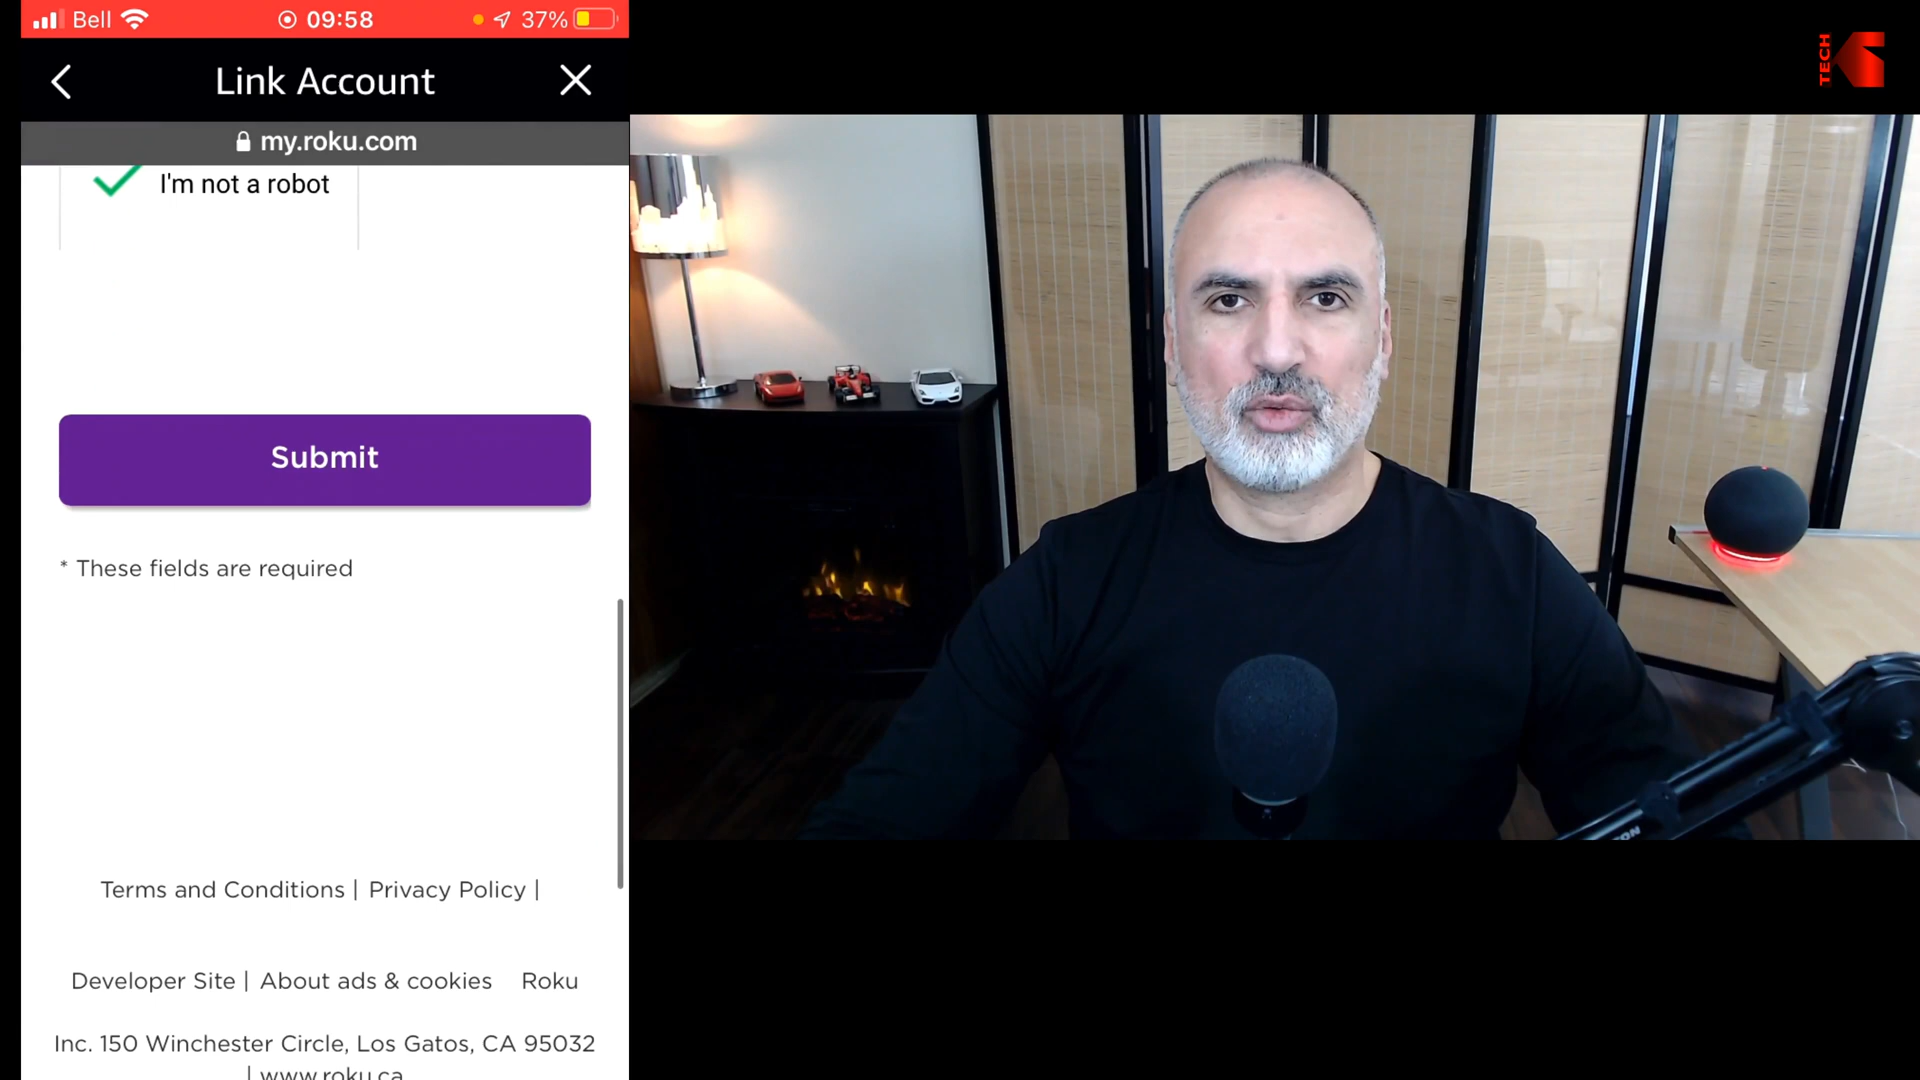 Bell 09:58 37%
Link Account
my.roku.com
I'm not a robot
Submit
* These fields are required
Terms and Conditions | Privacy Policy |
Developer Site | About ads & cookies Roku
Inc. 150 Winchester Circle, Los Gatos, CA 95032
| www.roku.ca
TECH